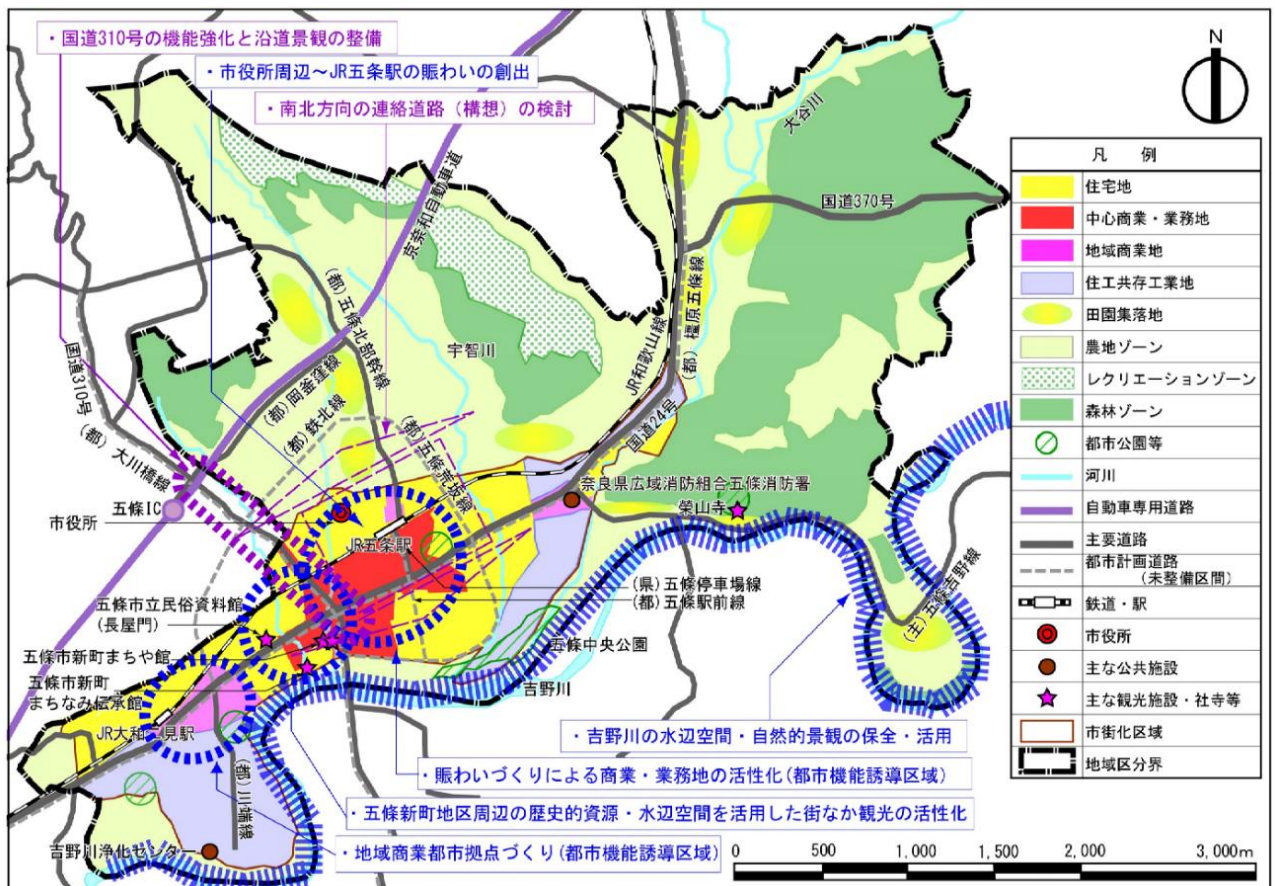 ・国道310号の機能強化と沿道景観の整備
・市役所周辺～JR五条駅の賑わいの創出
・南北方向の連絡道路（構想）の検討
N
大谷川
京奈和自動車道
国道370号
(都)五條北部幹線
宇智川
JR和歌山線
(都)橿原五條線
国道310号
(都)岡釜窪線
(都)鉄北線
(都)五條荒坂線
国道24号
(都)大川橋線
奈良県広域消防組合五條消防署
榮山寺
五條IC
市役所
JR五条駅
(県)五條停車場線
(都)五條駅前線
(主)五條吉野線
五條市立民俗資料館
(長屋門)
五條中央公園
五條市新町まちや館
五條市新町
まちなみ伝承館
吉野川
JR大和二見駅
(都)川端線
吉野川浄化センター
・吉野川の水辺空間・自然的景観の保全・活用
・賑わいづくりによる商業・業務地の活性化(都市機能誘導区域)
・五條新町地区周辺の歴史的資源・水辺空間を活用した街なか観光の活性化
・地域商業都市拠点づくり(都市機能誘導区域)
凡　例
住宅地
中心商業・業務地
地域商業地
住工共存工業地
田園集落地
農地ゾーン
レクリエーションゾーン
森林ゾーン
都市公園等
河川
自動車専用道路
主要道路
都市計画道路
（未整備区間）
鉄道・駅
市役所
主な公共施設
主な観光施設・社寺等
市街化区域
地域区分界
0 500 1,000 1,500 2,000 3,000m